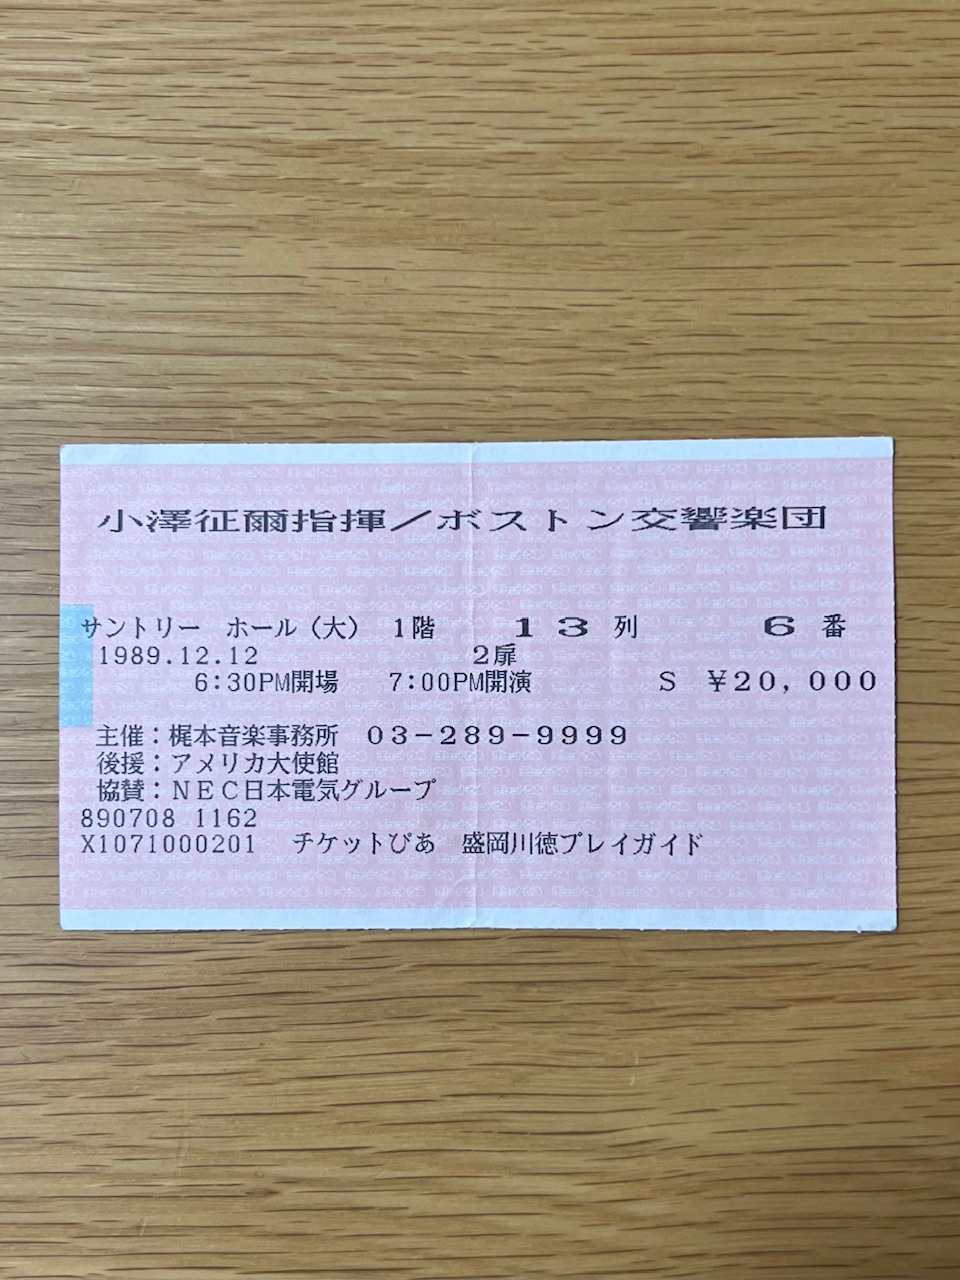 小澤征爾指揮／ボストン交響楽団
サントリー ホール（大） 1階 13列 6番
1989.12.12 2扉
6:30PM開場 7:00PM開演 S ￥20,000
主催：梶本音楽事務所 03-289-9999
後援：アメリカ大使館
協賛：NEC日本電気グループ
890708 1162
X1071000201 チケットぴあ 盛岡川徳プレイガイド